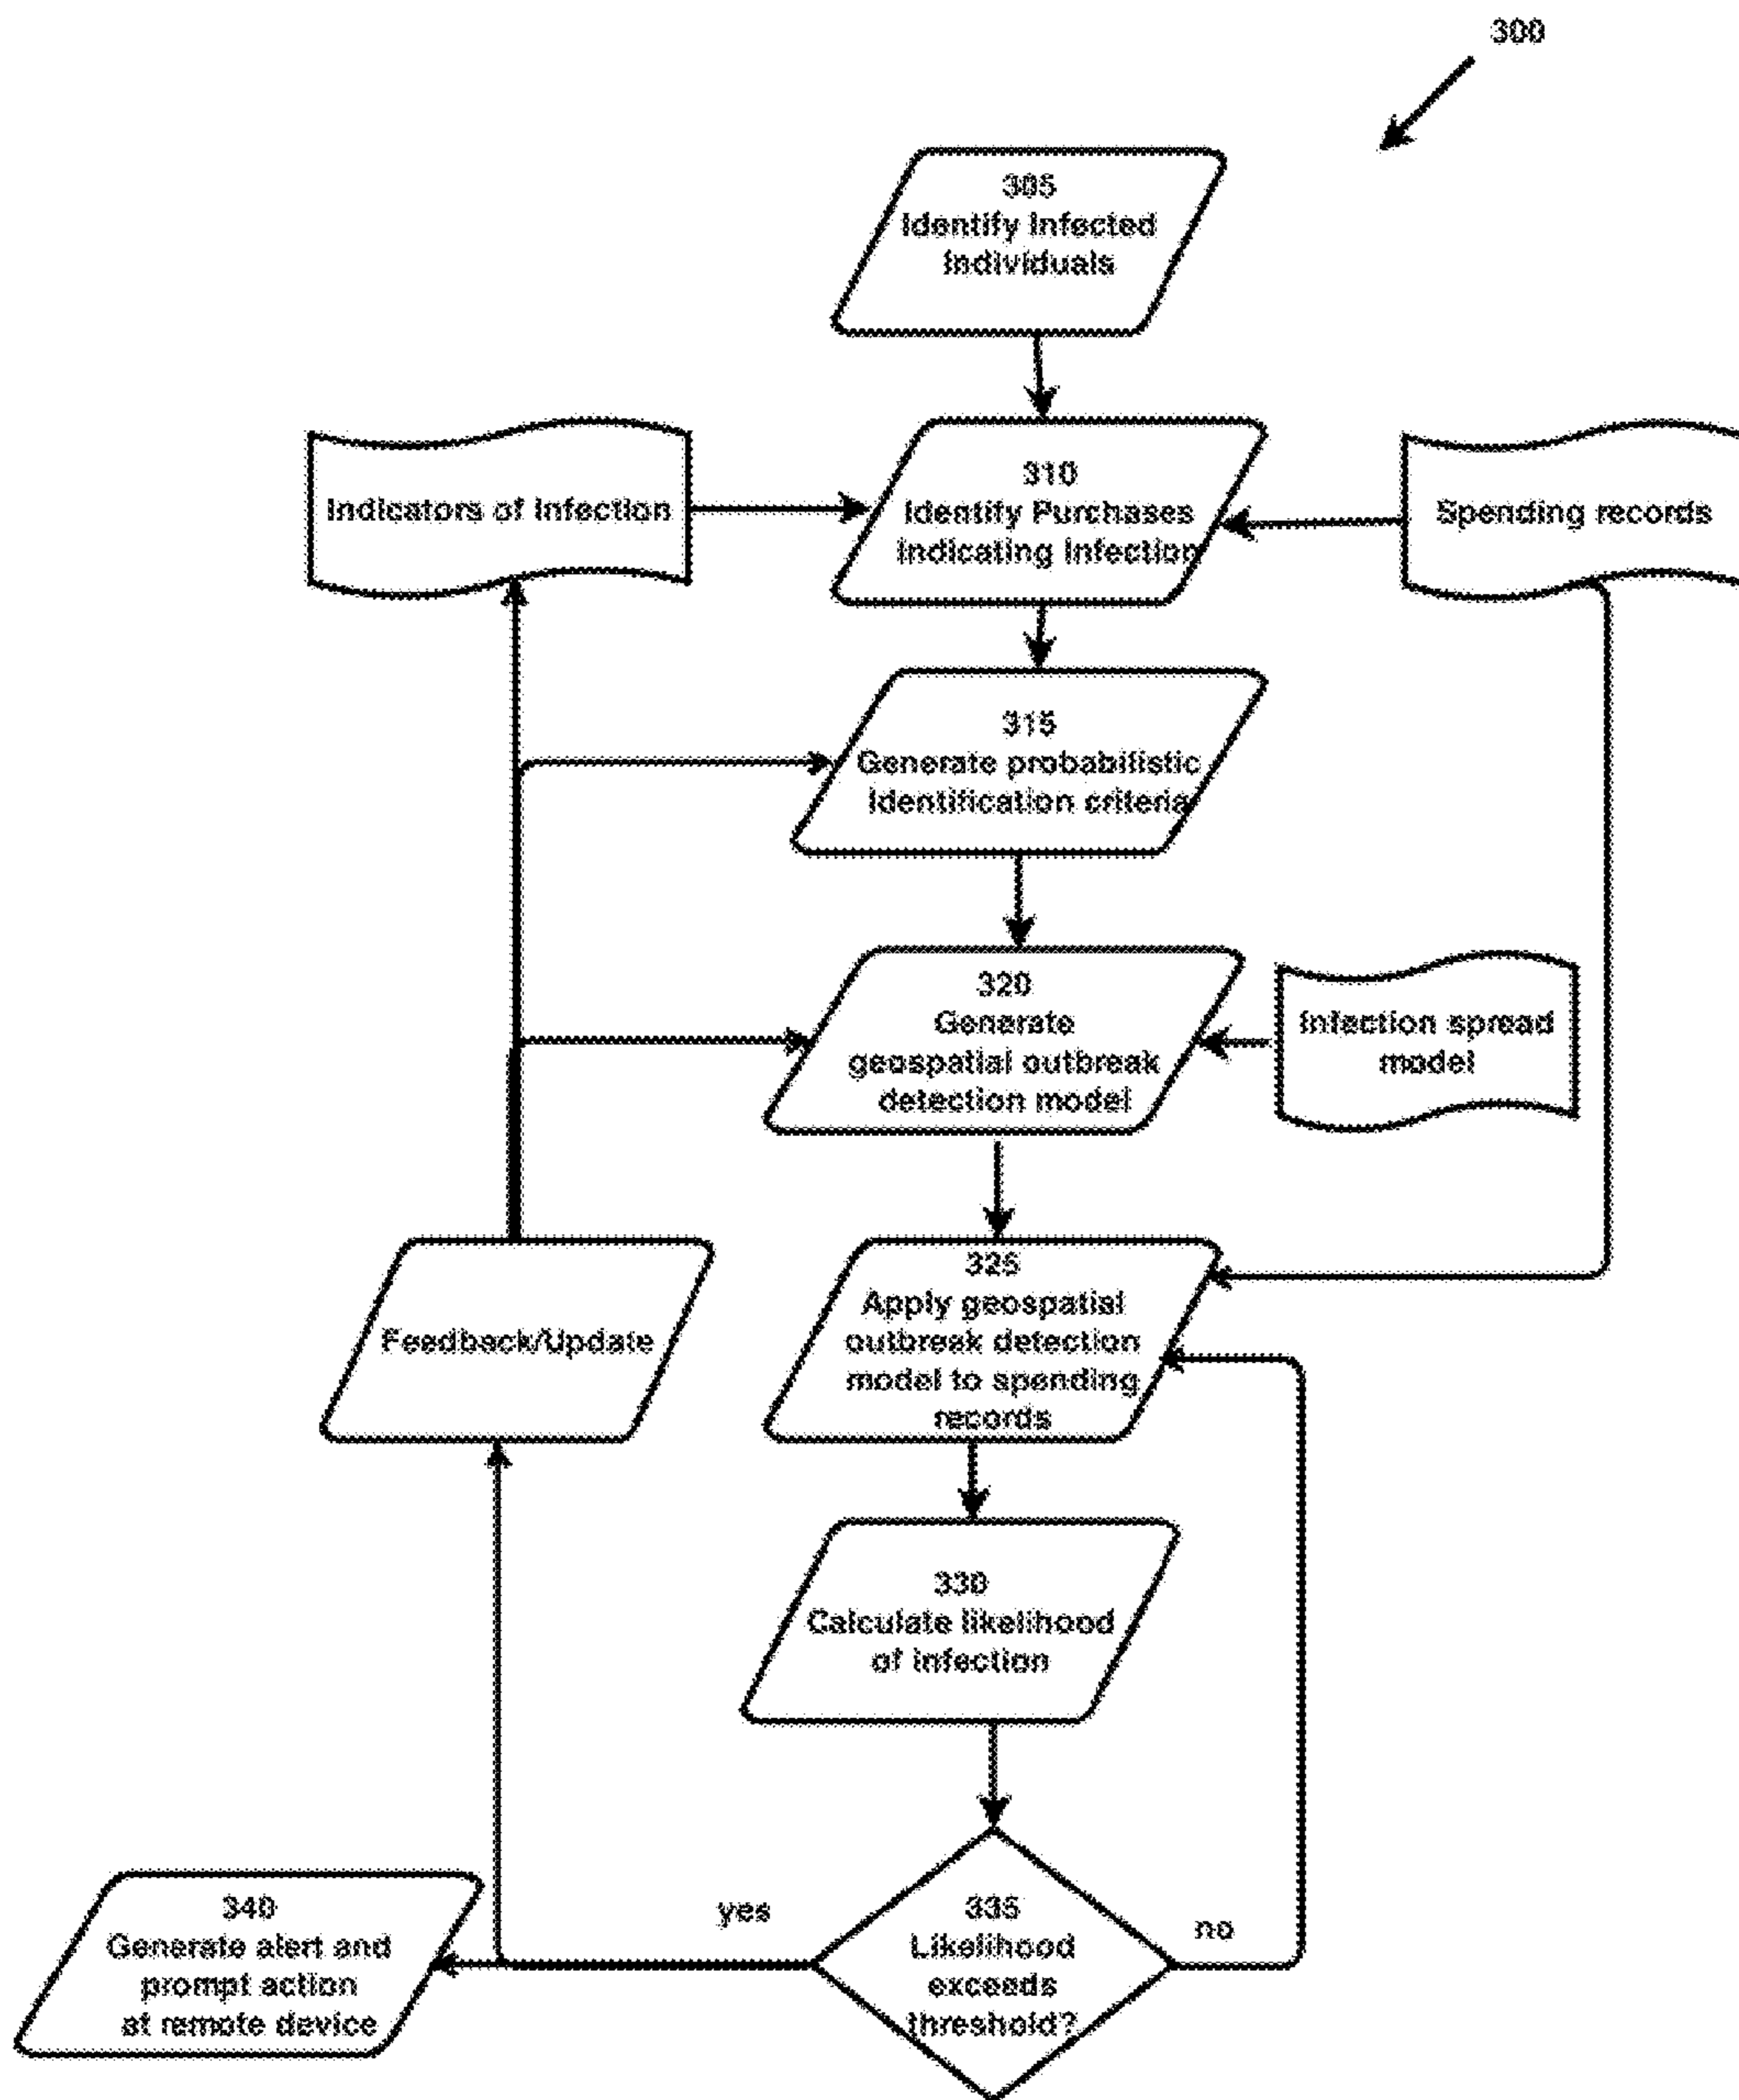 300
305
Identify Infected
Individuals
Indicators of Infection
310
Identify Purchases
Indicating Infection
Spending records
315
Generate probabilistic
Identification criteria
320
Generate
geospatial outbreak
detection model
Infection spread
model
Feedback/Update
325
Apply geospatial
outbreak detection
model to spending
records
330
Calculate likelihood
of infection
340
Generate alert and
prompt action
at remote device
yes
335
Likelihood
exceeds
threshold?
no